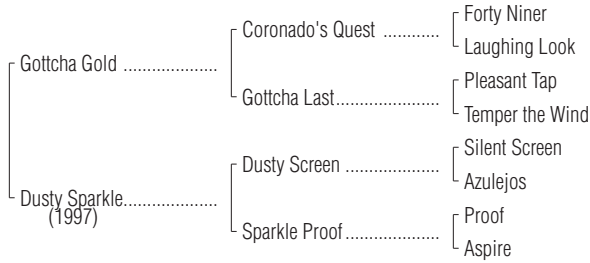 Forty Niner
Coronado's Quest ............
Laughing Look
Gottcha Gold ....................
Pleasant Tap
Gottcha Last......................
Temper the Wind
Silent Screen
Dusty Screen ....................
Azulejos
Dusty Sparkle....................
(1997)
Proof
Sparkle Proof....................
Aspire